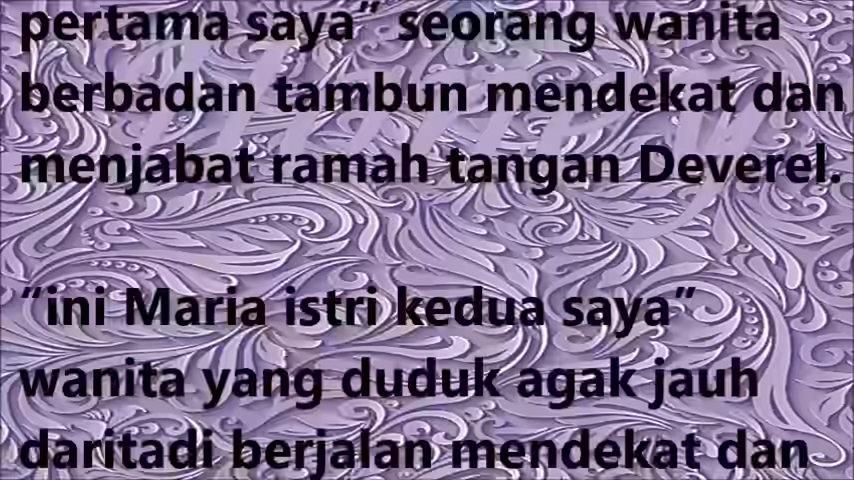 pertama saya” seorang wanita
berbadan tambun mendekat dan
menjabat ramah tangan Deverel.
“ini Maria istri kedua saya”
wanita yang duduk agak jauh
daritadi berjalan mendekat dan